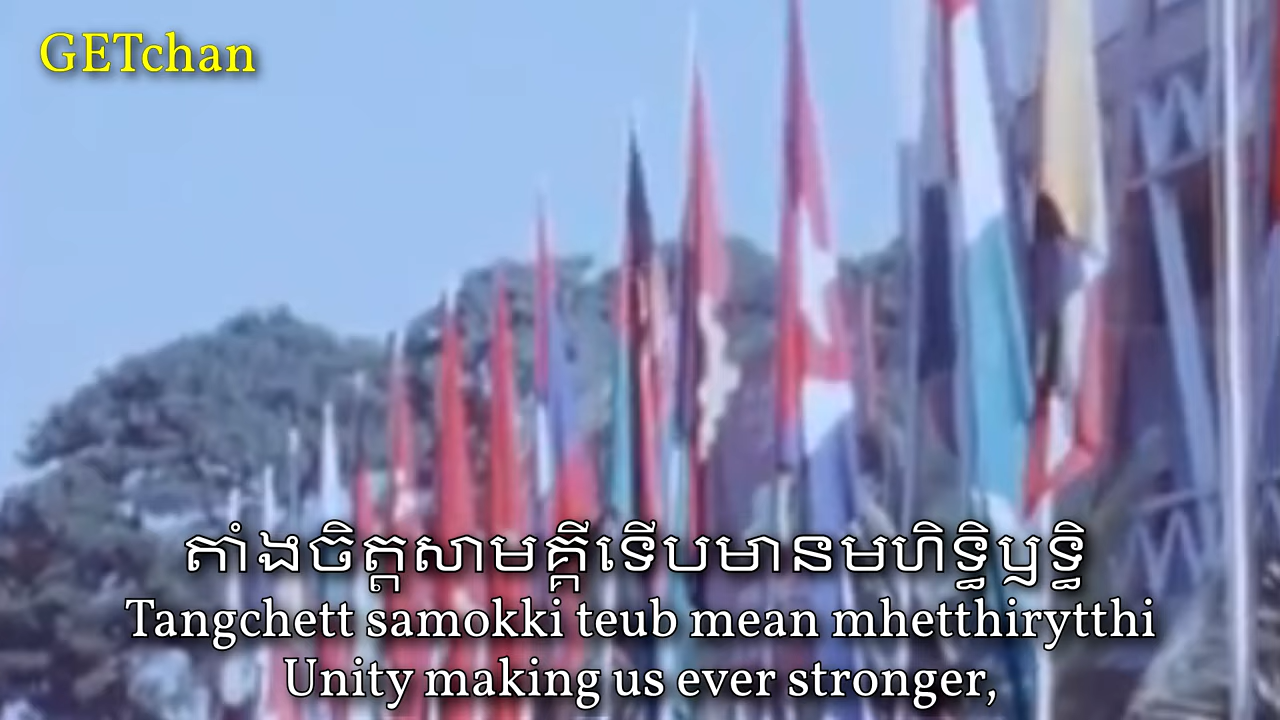 GETchan
តាំងចិត្តសាមគ្គីទើបមានមហិទ្ធិឫទ្ធិ
Tangchett samokki teub mean mhetthirytthi
Unity making us ever stronger,